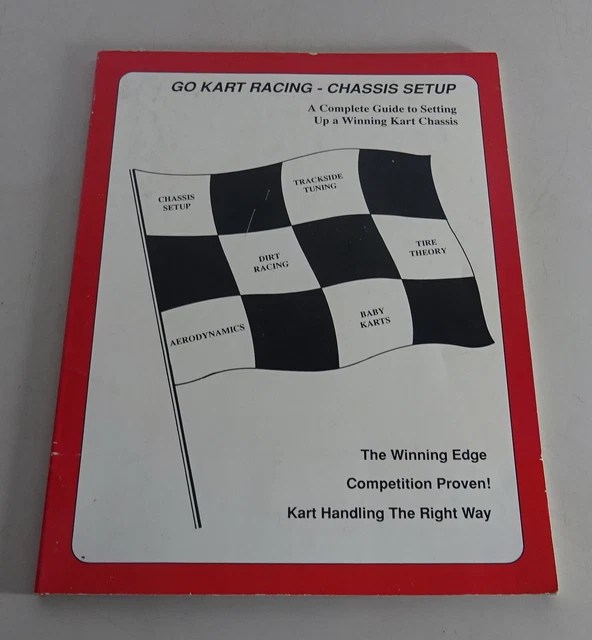 GO KART RACING - CHASSIS SETUP
A Complete Guide to Setting
Up a Winning Kart Chassis
CHASSIS
SETUP
TRACKSIDE
TUNING
DIRT
RACING
TIRE
THEORY
AERODYNAMICS
BABY
KARTS
The Winning Edge
Competition Proven!
Kart Handling The Right Way